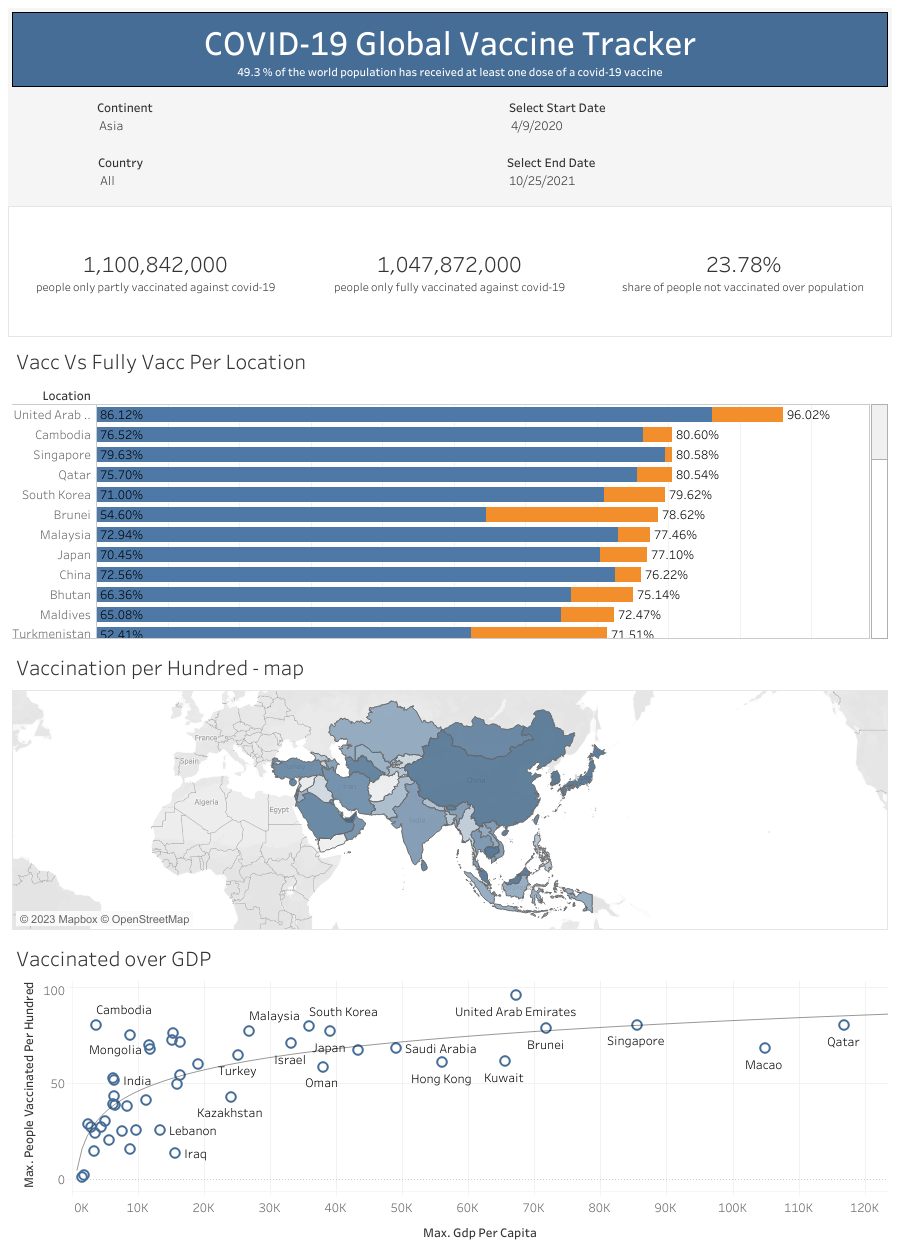 COVID-19 Global Vaccine Tracker
49.3 % of the world population has received at least one dose of a covid-19 vaccine
Continent
Asia
Select Start Date
4/9/2020
Country
All
Select End Date
10/25/2021
1,100,842,000
people only partly vaccinated against covid-19
1,047,872,000
people only fully vaccinated against covid-19
23.78%
share of people not vaccinated over population
Vacc Vs Fully Vacc Per Location
Location
United Arab .. 86.12% 96.02%
Cambodia 76.52% 80.60%
Singapore 79.63% 80.58%
Qatar 75.70% 80.54%
South Korea 71.00% 79.62%
Brunei 54.60% 78.62%
Malaysia 72.94% 77.46%
Japan 70.45% 77.10%
China 72.56% 76.22%
Bhutan 66.36% 75.14%
Maldives 65.08% 72.47%
Turkmenistan 52.41% 71.51%
Vaccination per Hundred - map
France
Spain
Algeria
Egypt
China
India
© 2023 Mapbox © OpenStreetMap
Vaccinated over GDP
Max. People Vaccinated Per Hundred
100
50
0
Cambodia
Malaysia
South Korea
United Arab Emirates
Mongolia
Israel
Japan
Saudi Arabia
Brunei
Singapore
Qatar
India
Turkey
Oman
Hong Kong
Kuwait
Macao
Kazakhstan
Lebanon
Iraq
0K 10K 20K 30K 40K 50K 60K 70K 80K 90K 100K 110K 120K
Max. Gdp Per Capita